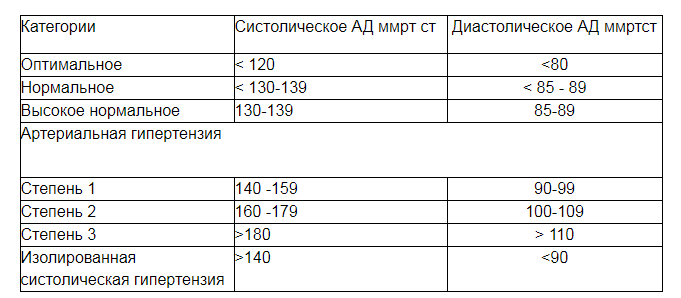 Категории Систолическое АД ммрт ст Диастолическое АД ммртст
Оптимальное < 120 <80
Нормальное < 130-139 < 85 - 89
Высокое нормальное 130-139 85-89
Артериальная гипертензия
Степень 1 140 -159 90-99
Степень 2 160 -179 100-109
Степень 3 >180 > 110
Изолированная >140 <90
систолическая гипертензия